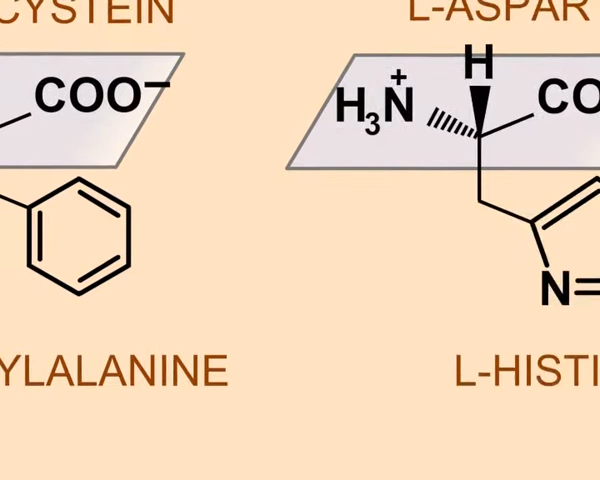 CYSTEIN
L-ASPAR
COO⁻
H
H₃N⁺
CO
N
YLALANINE
L-HISTI